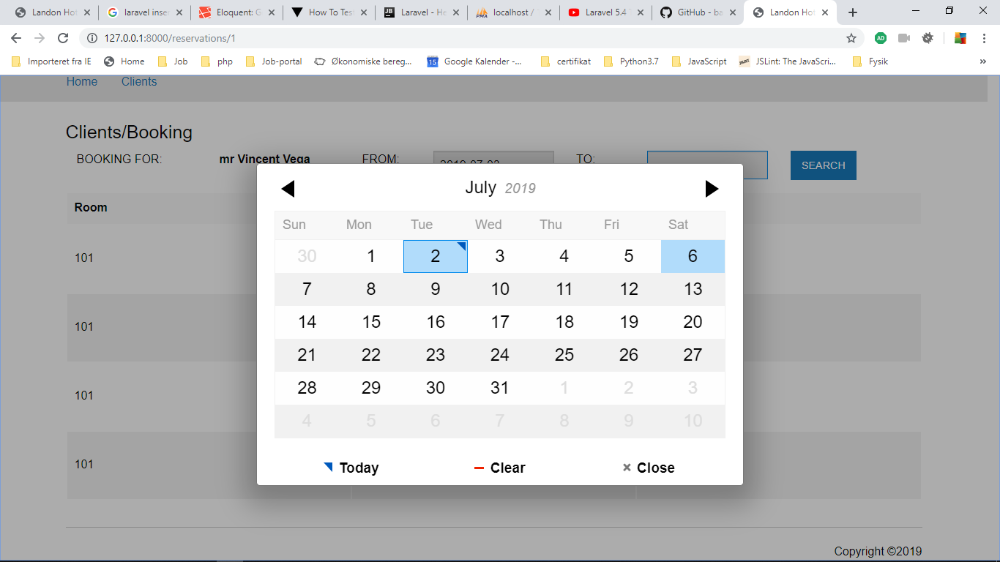 Landon Hot laravel inser Eloquent: G How To Test Laravel - He localhost / Laravel 5.4 GitHub - ba Landon Hot
127.0.0.1:8000/reservations/1
Importeret fra IE Home Job php Job-portal Økonomiske bereg... Google Kalender -... certifikat Python3.7 JavaScript JSLint: The JavaScri... Fysik »
Home Clients
Clients/Booking
BOOKING FOR: mr Vincent Vega FROM: 2019-07-02 TO: SEARCH
July 2019
Room
Sun Mon Tue Wed Thu Fri Sat
30 1 2 3 4 5 6
101
7 8 9 10 11 12 13
14 15 16 17 18 19 20
101
21 22 23 24 25 26 27
28 29 30 31 1 2 3
101
4 5 6 7 8 9 10
101
Today Clear Close
Copyright ©2019